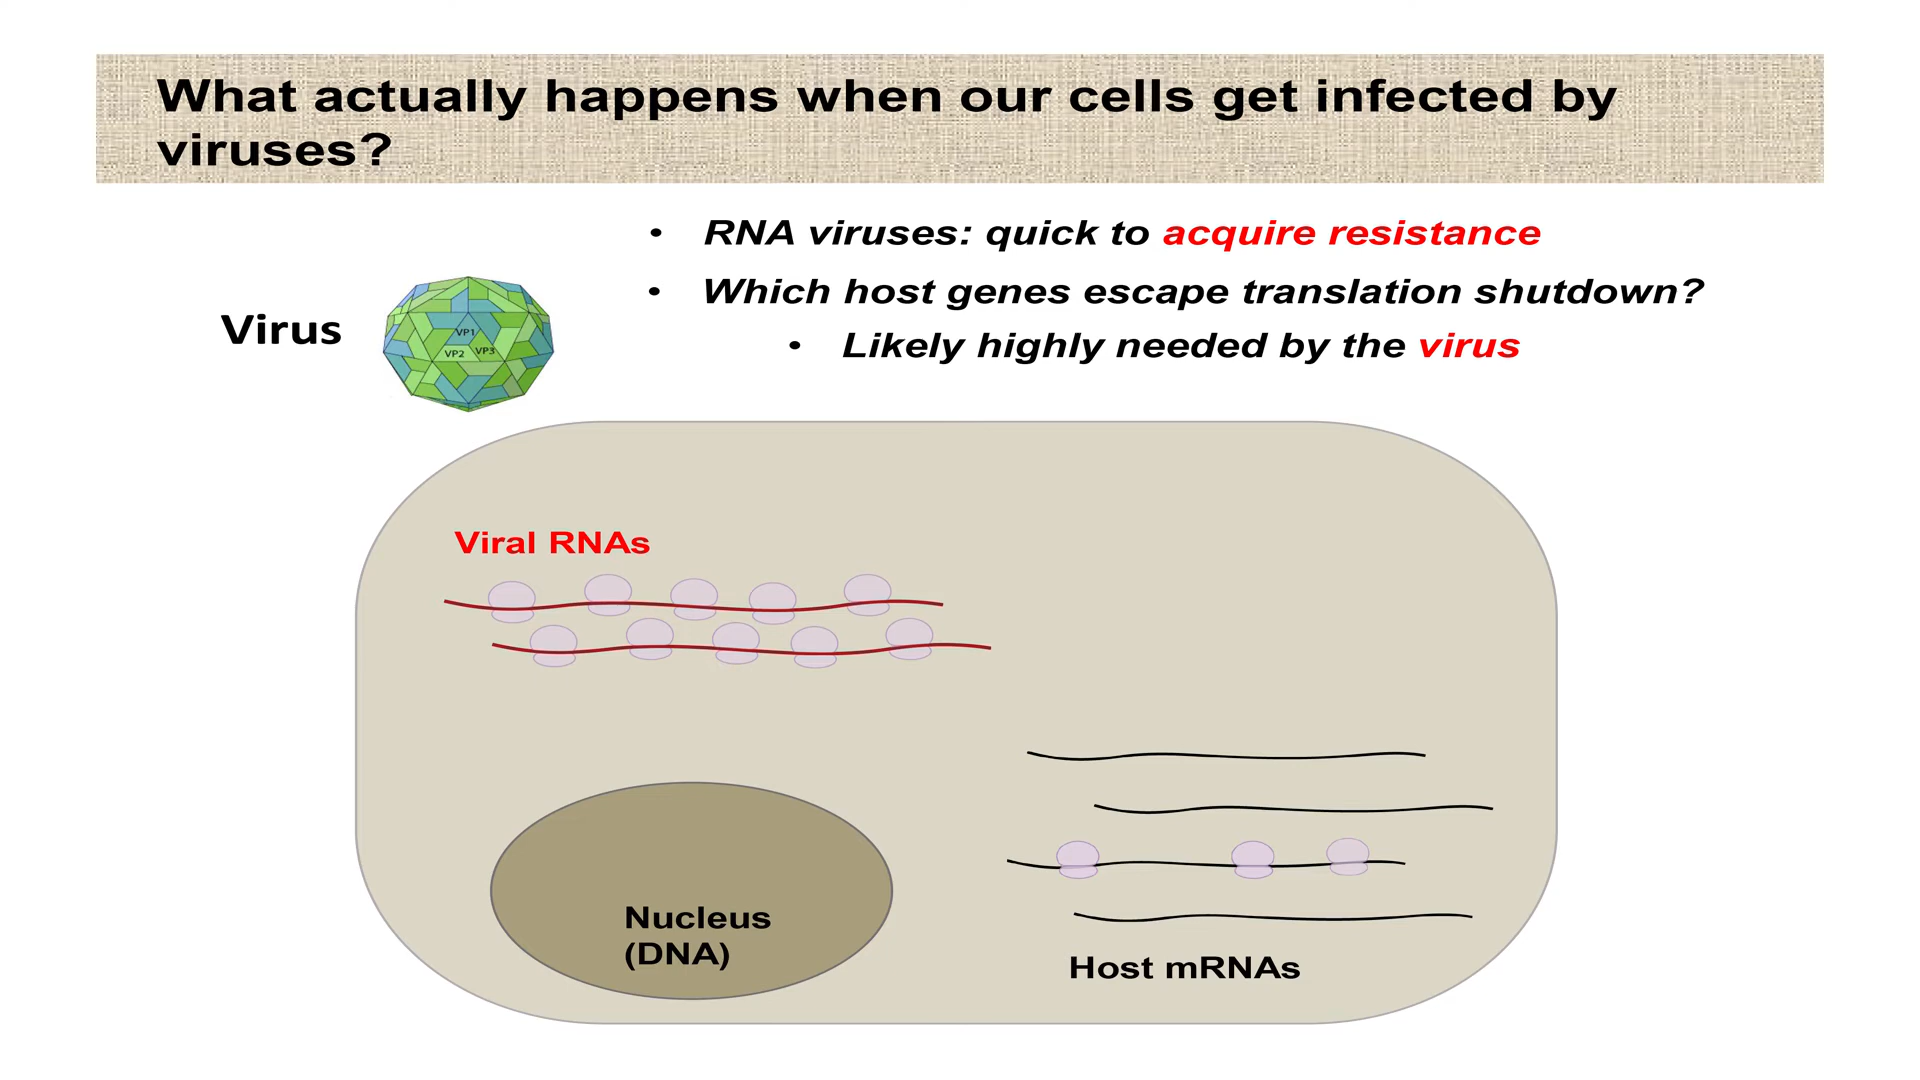 What actually happens when our cells get infected by
viruses?
• RNA viruses: quick to acquire resistance
• Which host genes escape translation shutdown?
• Likely highly needed by the virus
Virus
VP1
VP2 VP3
Viral RNAs
Nucleus
(DNA)
Host mRNAs